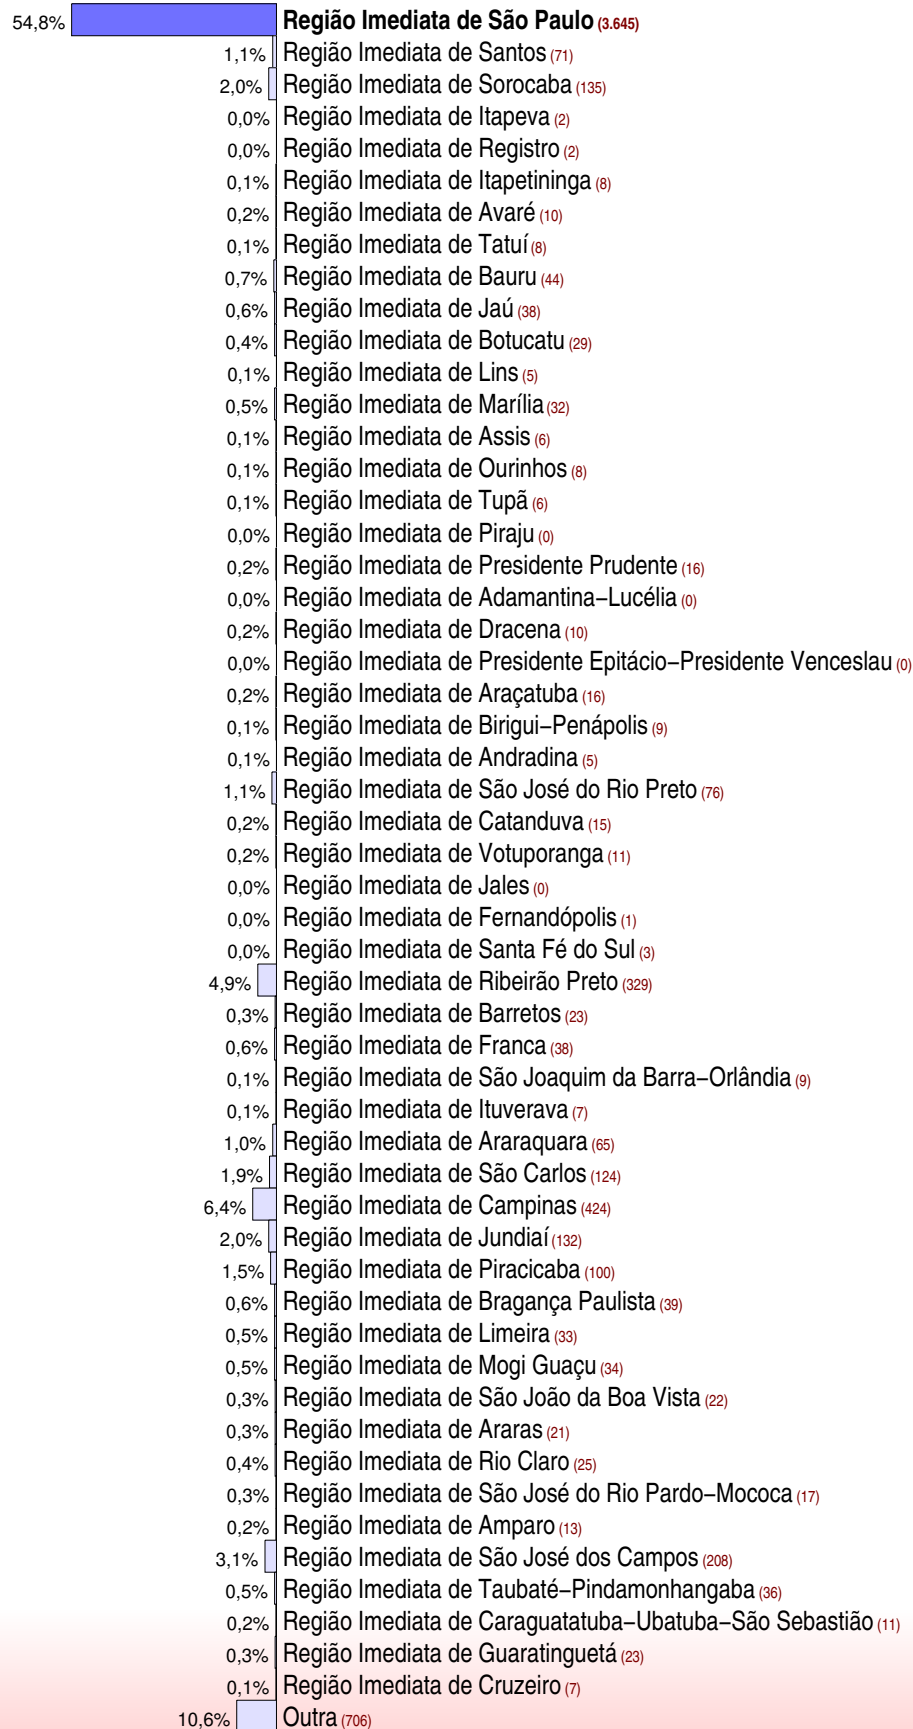 54,8% Região Imediata de São Paulo (3.645)
1,1% Região Imediata de Santos (71)
2,0% Região Imediata de Sorocaba (135)
0,0% Região Imediata de Itapeva (2)
0,0% Região Imediata de Registro (2)
0,1% Região Imediata de Itapetininga (8)
0,2% Região Imediata de Avaré (10)
0,1% Região Imediata de Tatuí (8)
0,7% Região Imediata de Bauru (44)
0,6% Região Imediata de Jaú (38)
0,4% Região Imediata de Botucatu (29)
0,1% Região Imediata de Lins (5)
0,5% Região Imediata de Marília (32)
0,1% Região Imediata de Assis (6)
0,1% Região Imediata de Ourinhos (8)
0,1% Região Imediata de Tupã (6)
0,0% Região Imediata de Piraju (0)
0,2% Região Imediata de Presidente Prudente (16)
0,0% Região Imediata de Adamantina−Lucélia (0)
0,2% Região Imediata de Dracena (10)
0,0% Região Imediata de Presidente Epitácio−Presidente Venceslau (0)
0,2% Região Imediata de Araçatuba (16)
0,1% Região Imediata de Birigui−Penápolis (9)
0,1% Região Imediata de Andradina (5)
1,1% Região Imediata de São José do Rio Preto (76)
0,2% Região Imediata de Catanduva (15)
0,2% Região Imediata de Votuporanga (11)
0,0% Região Imediata de Jales (0)
0,0% Região Imediata de Fernandópolis (1)
0,0% Região Imediata de Santa Fé do Sul (3)
4,9% Região Imediata de Ribeirão Preto (329)
0,3% Região Imediata de Barretos (23)
0,6% Região Imediata de Franca (38)
0,1% Região Imediata de São Joaquim da Barra−Orlândia (9)
0,1% Região Imediata de Ituverava (7)
1,0% Região Imediata de Araraquara (65)
1,9% Região Imediata de São Carlos (124)
6,4% Região Imediata de Campinas (424)
2,0% Região Imediata de Jundiaí (132)
1,5% Região Imediata de Piracicaba (100)
0,6% Região Imediata de Bragança Paulista (39)
0,5% Região Imediata de Limeira (33)
0,5% Região Imediata de Mogi Guaçu (34)
0,3% Região Imediata de São João da Boa Vista (22)
0,3% Região Imediata de Araras (21)
0,4% Região Imediata de Rio Claro (25)
0,3% Região Imediata de São José do Rio Pardo−Mococa (17)
0,2% Região Imediata de Amparo (13)
3,1% Região Imediata de São José dos Campos (208)
0,5% Região Imediata de Taubaté−Pindamonhangaba (36)
0,2% Região Imediata de Caraguatatuba−Ubatuba−São Sebastião (11)
0,3% Região Imediata de Guaratinguetá (23)
0,1% Região Imediata de Cruzeiro (7)
10,6% Outra (706)